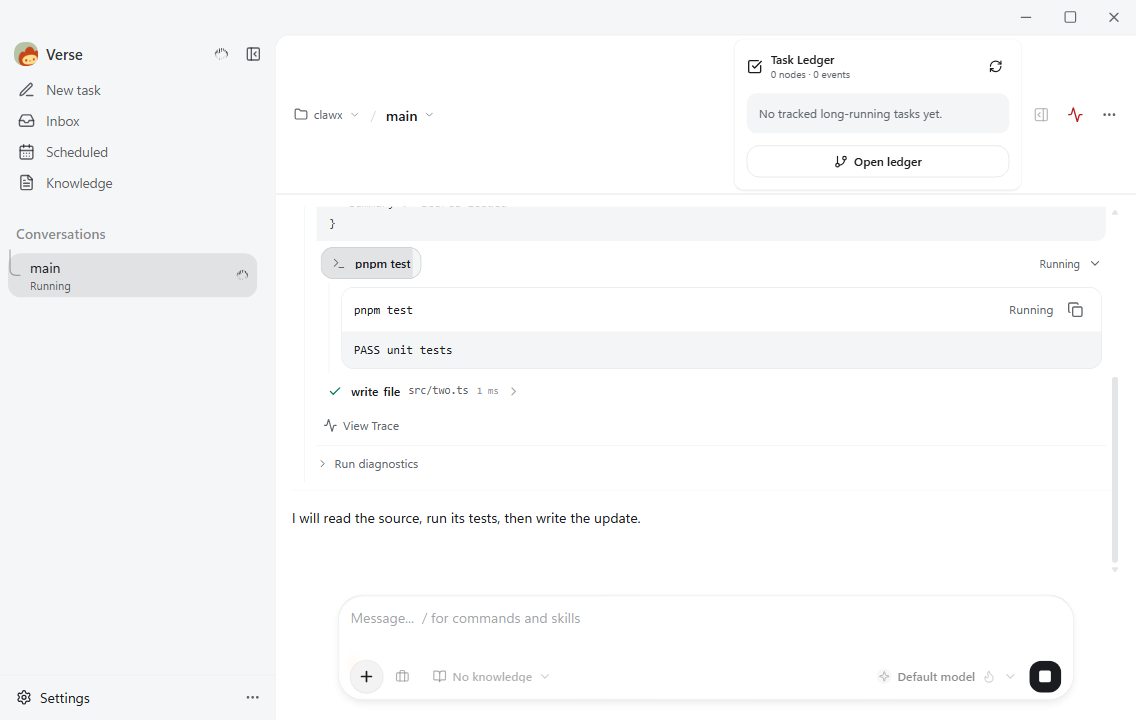 Verse
New task
Inbox
Scheduled
Knowledge
Conversations
main
Running
Settings
clawx / main
Task Ledger
0 nodes · 0 events
No tracked long-running tasks yet.
Open ledger
}
pnpm test Running
pnpm test Running
PASS unit tests
write file src/two.ts 1 ms
View Trace
Run diagnostics
I will read the source, run its tests, then write the update.
Message... / for commands and skills
No knowledge Default model